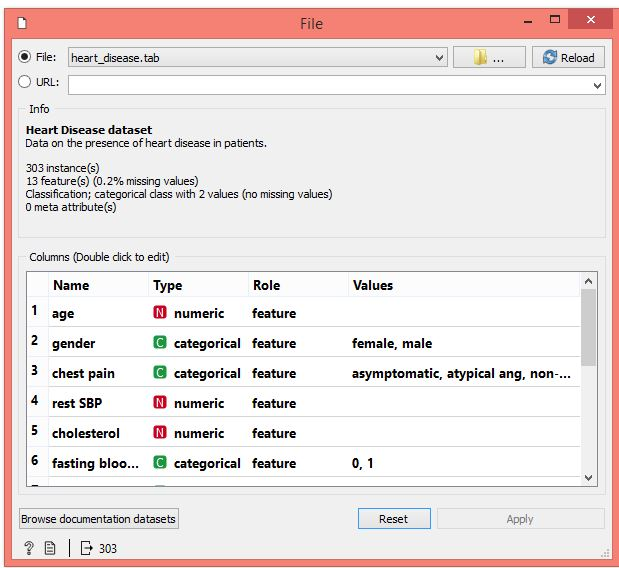 File
File: heart_disease.tab ... Reload
URL:
Info
Heart Disease dataset
Data on the presence of heart disease in patients.
303 instance(s)
13 feature(s) (0.2% missing values)
Classification; categorical class with 2 values (no missing values)
0 meta attribute(s)
Columns (Double click to edit)
Name Type Role Values
1 age N numeric feature
2 gender C categorical feature female, male
3 chest pain C categorical feature asymptomatic, atypical ang, non-...
4 rest SBP N numeric feature
5 cholesterol N numeric feature
6 fasting bloo... C categorical feature 0, 1
Browse documentation datasets Reset Apply
? 303